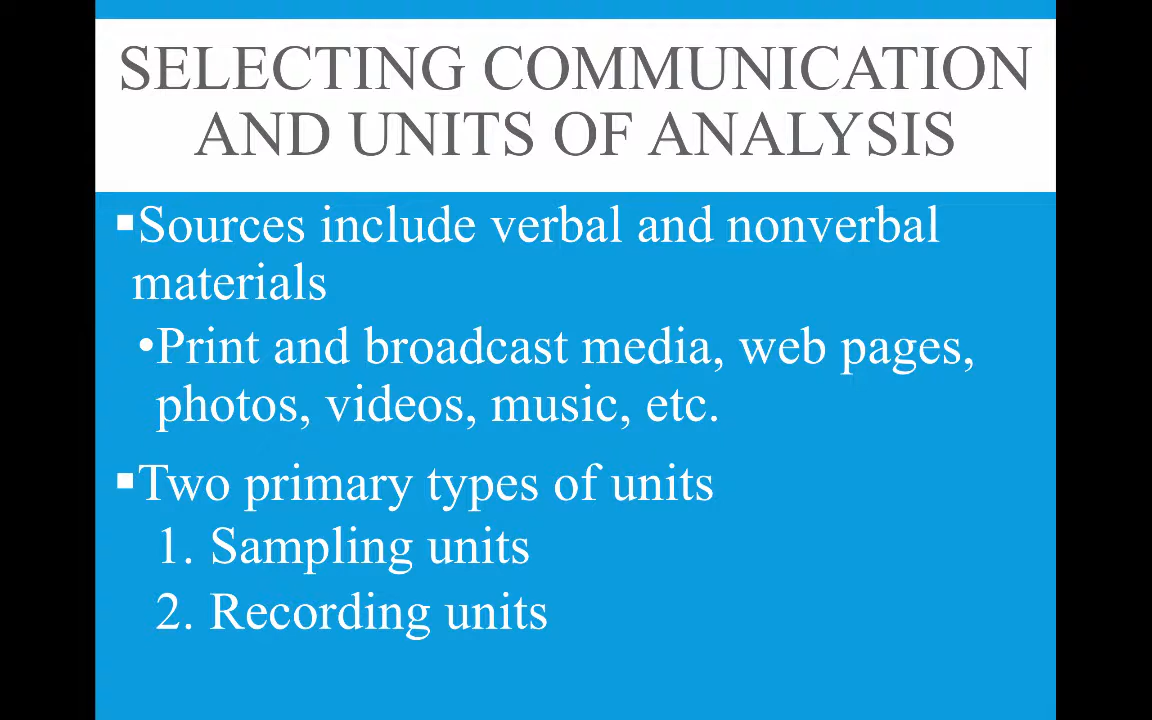 SELECTING COMMUNICATION
AND UNITS OF ANALYSIS
▪Sources include verbal and nonverbal
materials
•Print and broadcast media, web pages,
photos, videos, music, etc.
▪Two primary types of units
1. Sampling units
2. Recording units